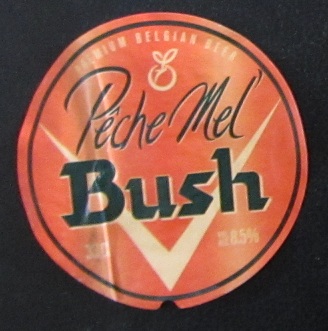 PREMIUM BELGIAN BEER
Pêche Mel'
Bush
8.5%